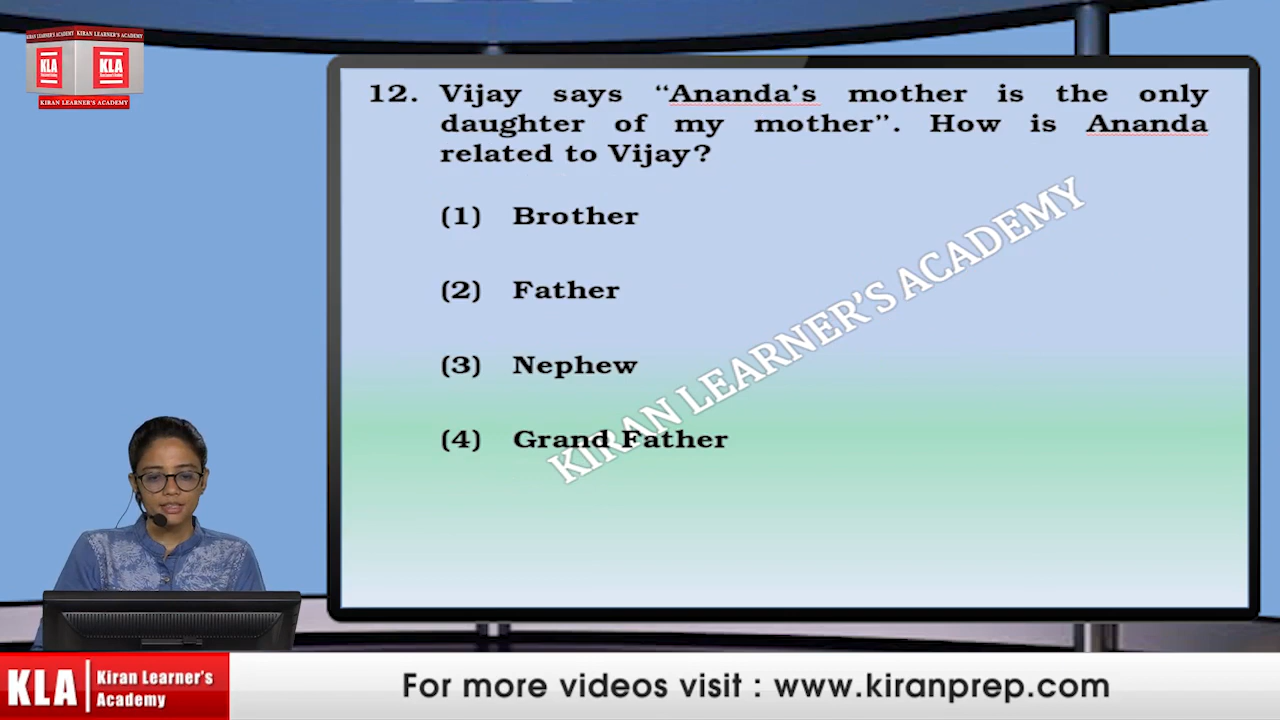 KIRAN LEARNER'S ACADEMY KIRAN LEARNER'S ACADEMY
KLA KLA
KIRAN LEARNER'S ACADEMY
12. Vijay says “Ananda’s mother is the only
daughter of my mother”. How is Ananda
related to Vijay?
(1) Brother
(2) Father
(3) Nephew
(4) Grand Father
KIRAN LEARNER’S ACADEMY
KLA Kiran Learner's
Academy
For more videos visit : www.kiranprep.com